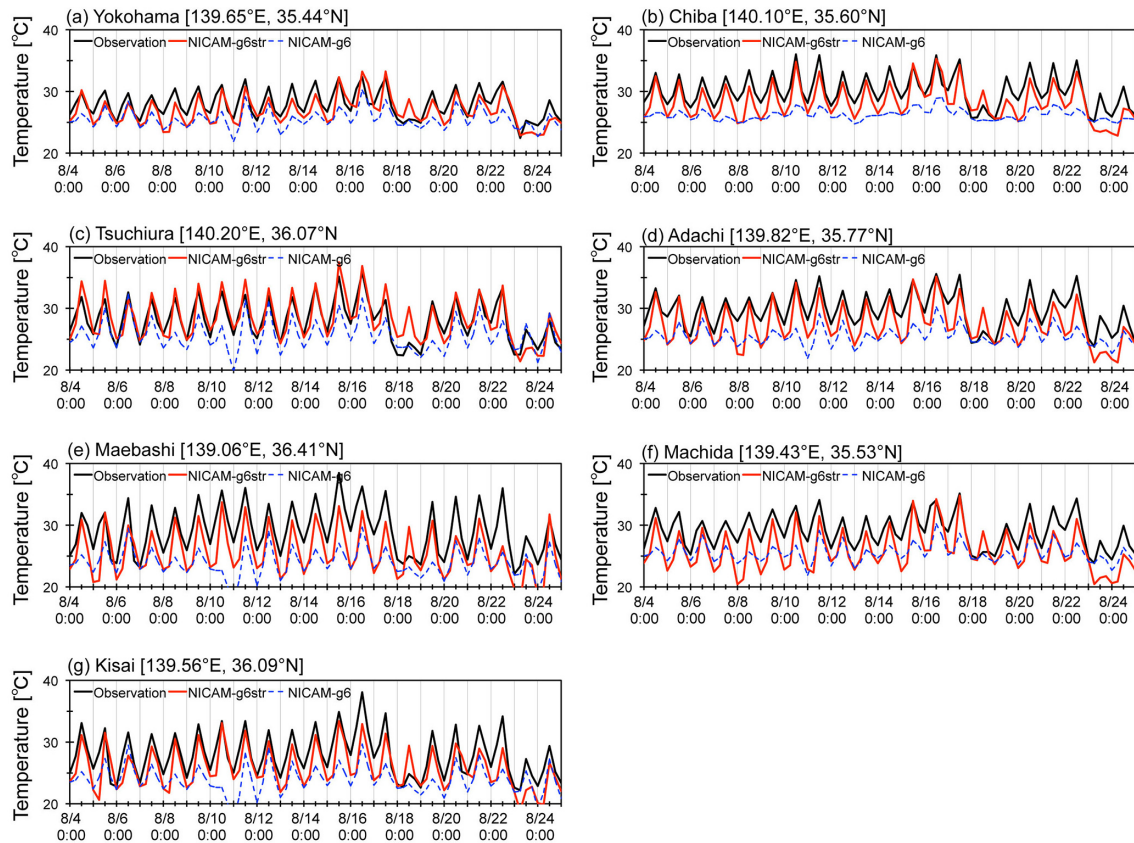 (a) Yokohama [139.65°E, 35.44°N]
Temperature [℃]
40
30
20
Observation NICAM-g6str NICAM-g6
8/4 8/6 8/8 8/10 8/12 8/14 8/16 8/18 8/20 8/22 8/24
0:00 0:00 0:00 0:00 0:00 0:00 0:00 0:00 0:00 0:00 0:00
(b) Chiba [140.10°E, 35.60°N]
Temperature [℃]
40
30
20
Observation NICAM-g6str NICAM-g6
8/4 8/6 8/8 8/10 8/12 8/14 8/16 8/18 8/20 8/22 8/24
0:00 0:00 0:00 0:00 0:00 0:00 0:00 0:00 0:00 0:00 0:00
(c) Tsuchiura [140.20°E, 36.07°N
Temperature [℃]
40
30
20
Observation NICAM-g6str NICAM-g6
8/4 8/6 8/8 8/10 8/12 8/14 8/16 8/18 8/20 8/22 8/24
0:00 0:00 0:00 0:00 0:00 0:00 0:00 0:00 0:00 0:00 0:00
(d) Adachi [139.82°E, 35.77°N]
Temperature [℃]
40
30
20
Observation NICAM-g6str NICAM-g6
8/4 8/6 8/8 8/10 8/12 8/14 8/16 8/18 8/20 8/22 8/24
0:00 0:00 0:00 0:00 0:00 0:00 0:00 0:00 0:00 0:00 0:00
(e) Maebashi [139.06°E, 36.41°N]
Temperature [℃]
40
30
20
Observation NICAM-g6str NICAM-g6
8/4 8/6 8/8 8/10 8/12 8/14 8/16 8/18 8/20 8/22 8/24
0:00 0:00 0:00 0:00 0:00 0:00 0:00 0:00 0:00 0:00 0:00
(f) Machida [139.43°E, 35.53°N]
Temperature [℃]
40
30
20
Observation NICAM-g6str NICAM-g6
8/4 8/6 8/8 8/10 8/12 8/14 8/16 8/18 8/20 8/22 8/24
0:00 0:00 0:00 0:00 0:00 0:00 0:00 0:00 0:00 0:00 0:00
(g) Kisai [139.56°E, 36.09°N]
Temperature [℃]
40
30
20
Observation NICAM-g6str NICAM-g6
8/4 8/6 8/8 8/10 8/12 8/14 8/16 8/18 8/20 8/22 8/24
0:00 0:00 0:00 0:00 0:00 0:00 0:00 0:00 0:00 0:00 0:00